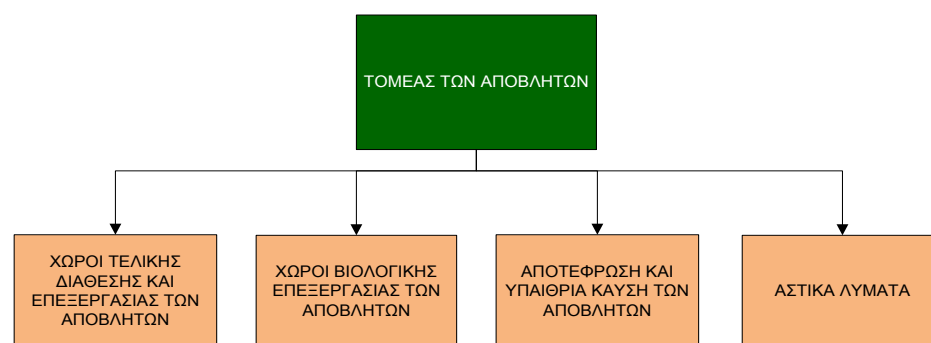 ΤΟΜΕΑΣ ΤΩΝ ΑΠΟΒΛΗΤΩΝ
ΧΩΡΟΙ ΤΕΛΙΚΗΣ
ΔΙΑΘΕΣΗΣ ΚΑΙ
ΕΠΕΞΕΡΓΑΣΙΑΣ ΤΩΝ
ΑΠΟΒΛΗΤΩΝ
ΧΩΡΟΙ ΒΙΟΛΟΓΙΚΗΣ
ΕΠΕΞΕΡΓΑΣΙΑΣ ΤΩΝ
ΑΠΟΒΛΗΤΩΝ
ΑΠΟΤΕΦΡΩΣΗ ΚΑΙ
ΥΠΑΙΘΡΙΑ ΚΑΥΣΗ ΤΩΝ
ΑΠΟΒΛΗΤΩΝ
ΑΣΤΙΚΑ ΛΥΜΑΤΑ